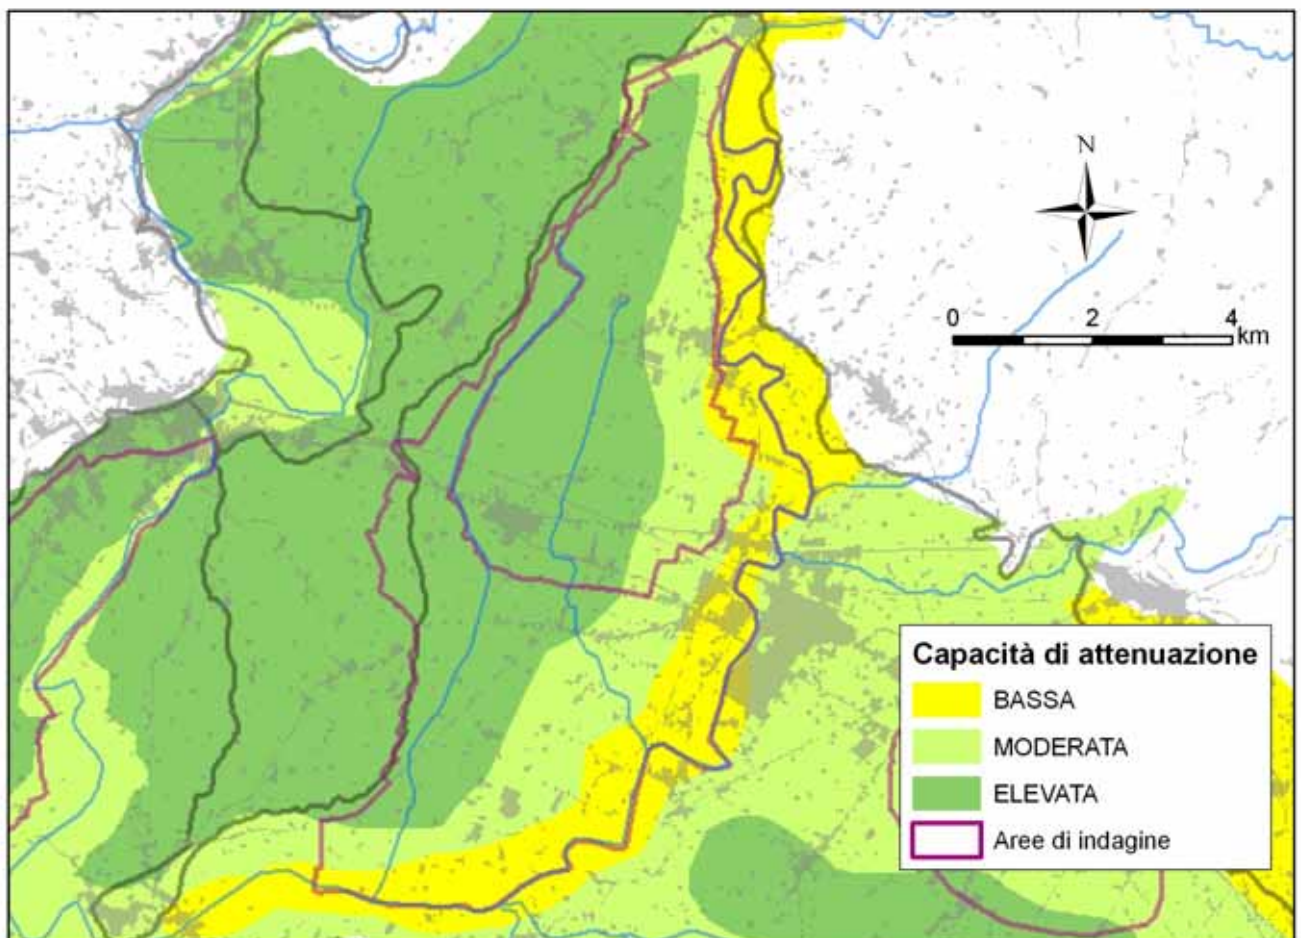 N
0 2 4
km
Capacità di attenuazione
BASSA
MODERATA
ELEVATA
Aree di indagine